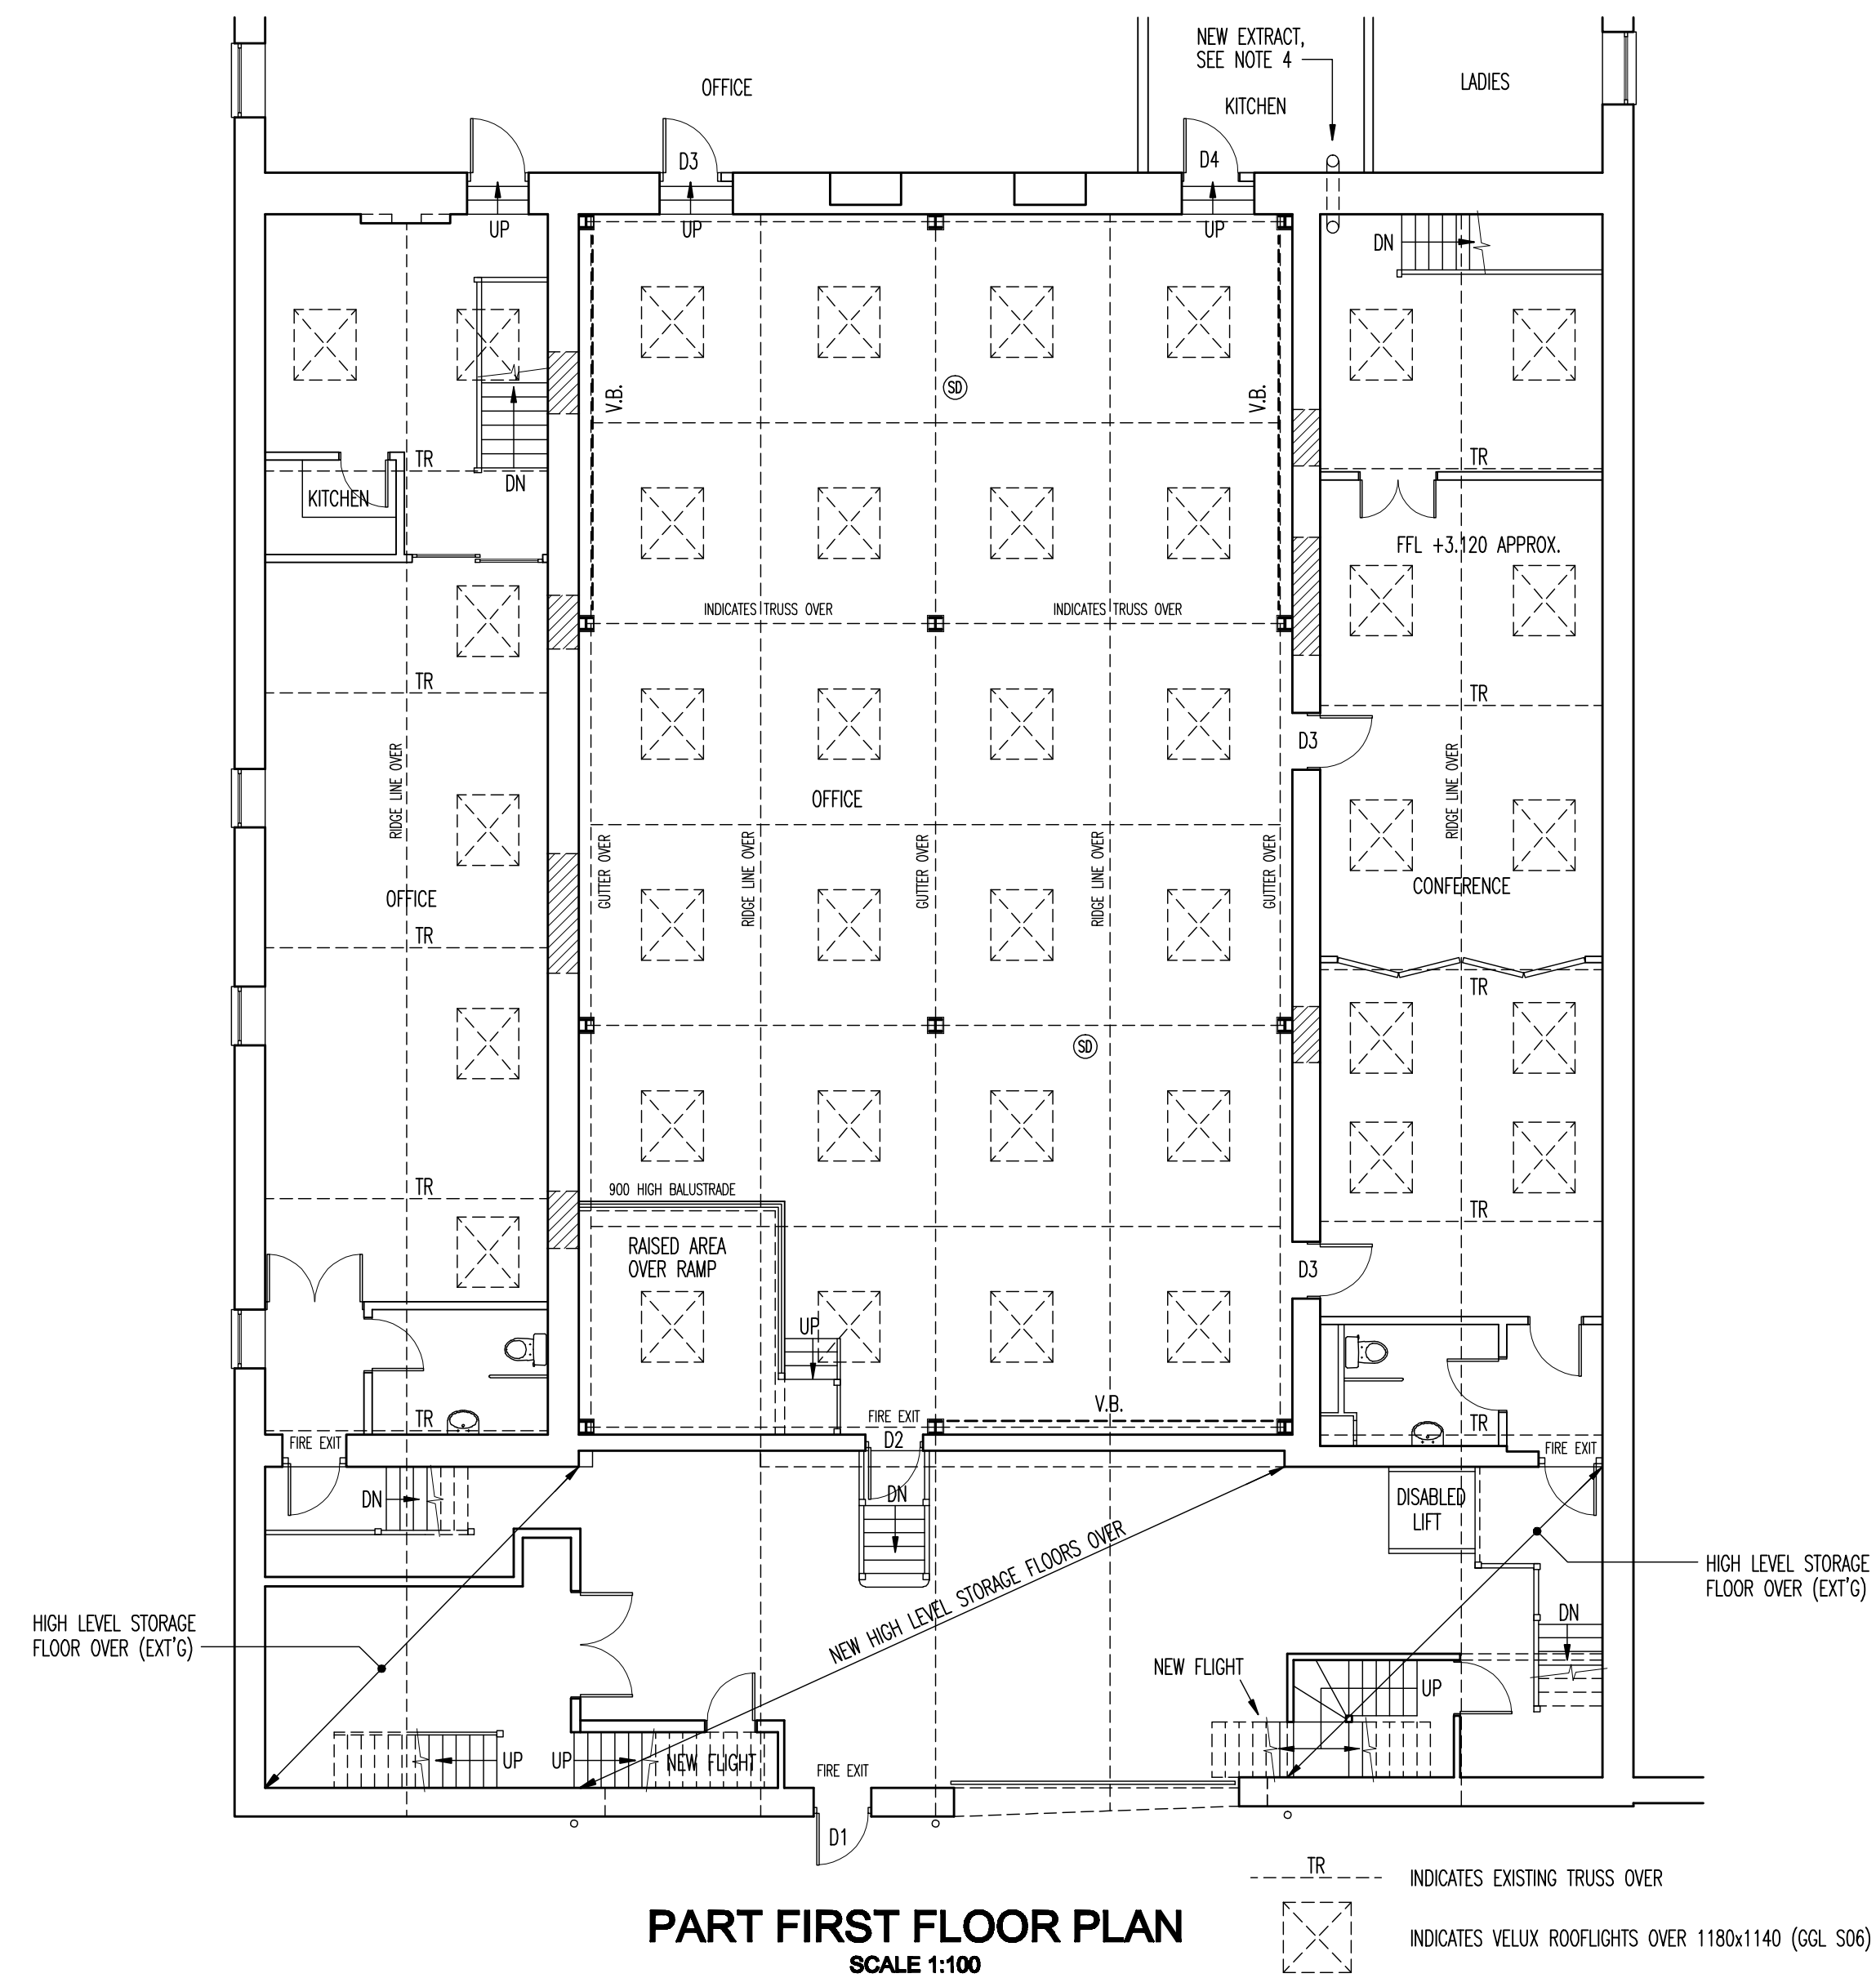 NEW EXTRACT,
SEE NOTE 4
OFFICE
KITCHEN
LADIES
D3
D4
UP
UP
UP
DN
V.B.
V.B.
TR
KITCHEN
DN
TR
FFL +3.120 APPROX.
INDICATES TRUSS OVER
INDICATES TRUSS OVER
SD
TR
TR
D3
RIDGE LINE OVER
RIDGE LINE OVER
OFFICE
GUTTER OVER
RIDGE LINE OVER
GUTTER OVER
RIDGE LINE OVER
GUTTER OVER
OFFICE
CONFERENCE
TR
TR
SD
TR
900 HIGH BALUSTRADE
TR
RAISED AREA
OVER RAMP
D3
UP
V.B.
TR
FIRE EXIT
TR
FIRE EXIT
D2
FIRE EXIT
DN
DN
DISABLED
LIFT
NEW HIGH LEVEL STORAGE FLOORS OVER
HIGH LEVEL STORAGE
FLOOR OVER (EXT'G)
HIGH LEVEL STORAGE
FLOOR OVER (EXT'G)
DN
NEW FLIGHT
UP
UP
UP
NEW FLIGHT
FIRE EXIT
D1
TR
INDICATES EXISTING TRUSS OVER
PART FIRST FLOOR PLAN
SCALE 1:100
INDICATES VELUX ROOFLIGHTS OVER 1180x1140 (GGL S06)